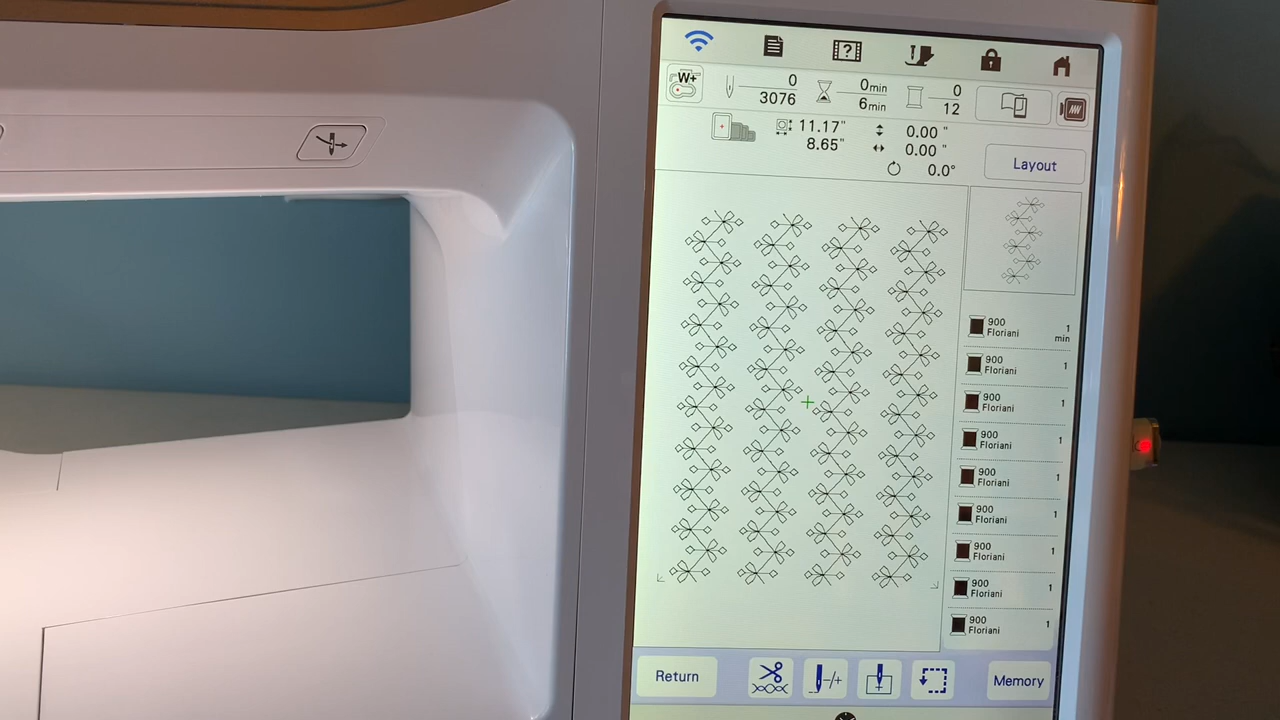 ?
W+
0
3076
0min
6min
0
12
11.17"
8.65"
0.00 "
0.00 "
0.0°
Layout
900
Floriani
1
min
900
Floriani
1
900
Floriani
1
900
Floriani
1
900
Floriani
1
900
Floriani
1
900
Floriani
1
900
Floriani
1
900
Floriani
1
Return
-/+
Memory